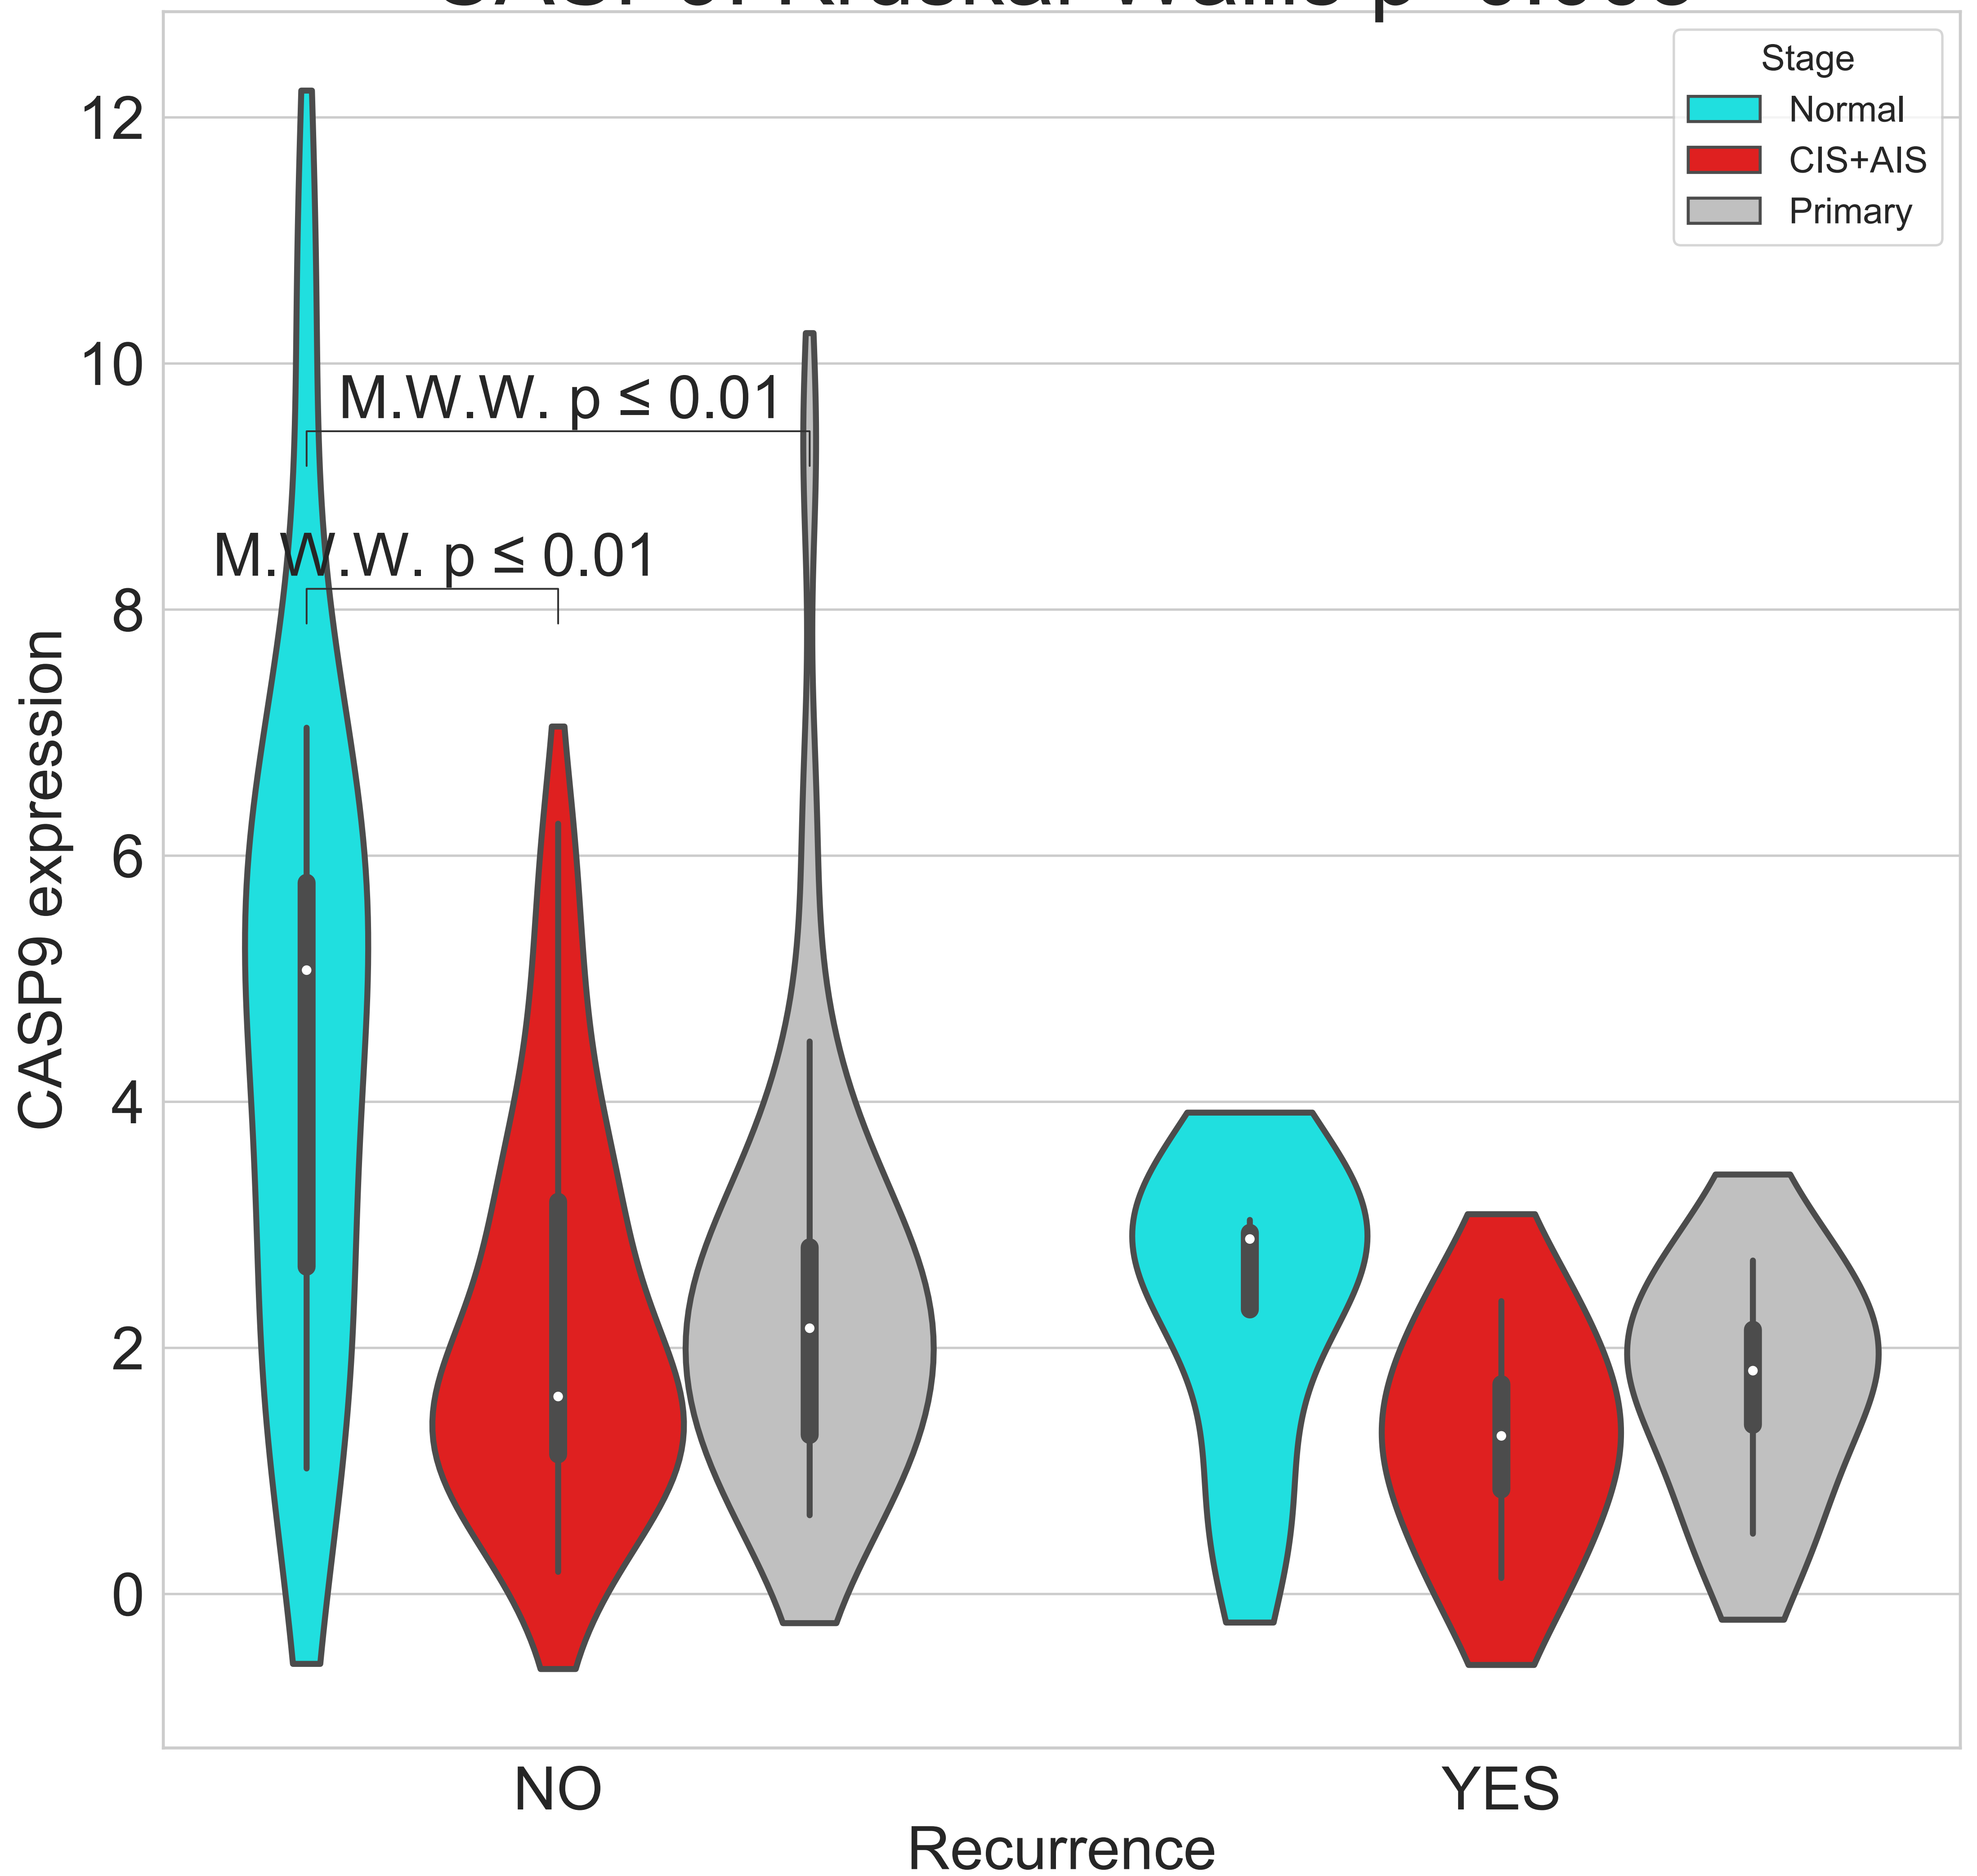 Stage
Normal
CIS+AIS
Primary
12
10
8
6
4
2
0
M.W.W. p ≤ 0.01
M.W.W. p ≤ 0.01
CASP9 expression
NO
YES
Recurrence